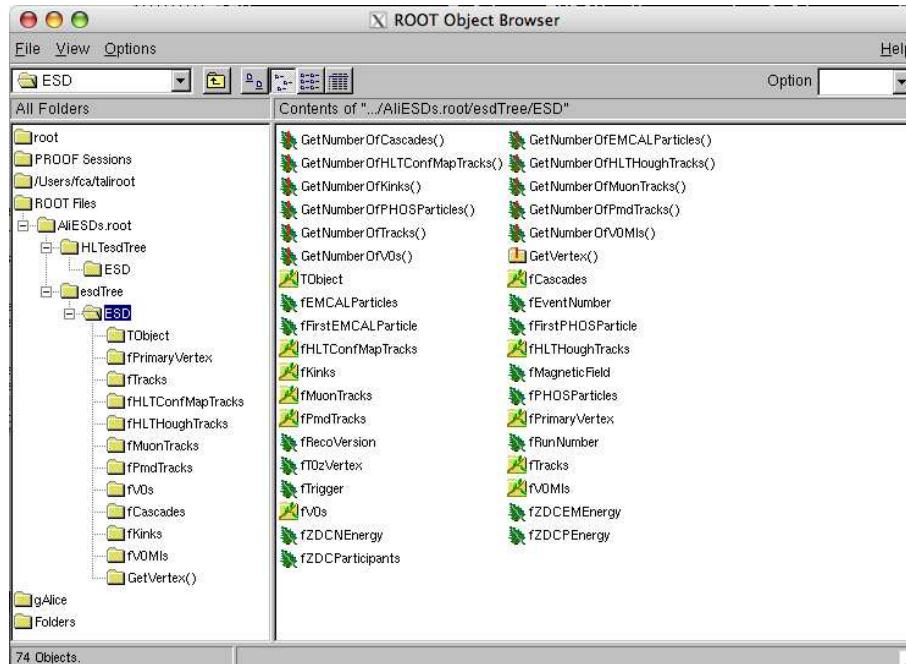 ROOT Object Browser
File View Options Help
ESD Option
All Folders Contents of ".../AliESDs.root/esdTree/ESD"
root
PROOF Sessions
/Users/fca/taliroot
ROOT Files
AliESDs.root
HLTesdTree
ESD
esdTree
ESD
TObject
fPrimaryVertex
fTracks
fHLTConfMapTracks
fHLTHoughTracks
fMuonTracks
fPmdTracks
fV0s
fCascades
fKinks
fV0MIs
GetVertex()
gAlice
Folders
GetNumberOfCascades() GetNumberOfEMCALParticles()
GetNumberOfHLTConfMapTracks() GetNumberOfHLTHoughTracks()
GetNumberOfKinks() GetNumberOfMuonTracks()
GetNumberOfPHOSParticles() GetNumberOfPmdTracks()
GetNumberOfTracks() GetNumberOfV0MIs()
GetNumberOfV0s() GetVertex()
TObject fCascades
fEMCALParticles fEventNumber
fFirstEMCALParticle fFirstPHOSParticle
fHLTConfMapTracks fHLTHoughTracks
fKinks fMagneticField
fMuonTracks fPHOSParticles
fPmdTracks fPrimaryVertex
fRecoVersion fRunNumber
fT0zVertex fTracks
fTrigger fV0MIs
fV0s fZDCEMEnergy
fZDCNEnergy fZDCPEnergy
fZDCParticipants
74 Objects.